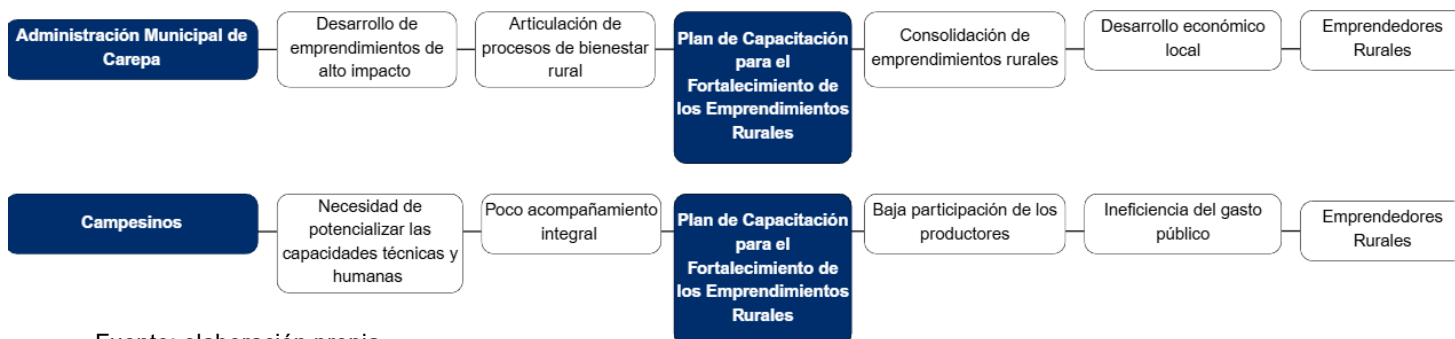 Administración Municipal de
Carepa
Desarrollo de
emprendimientos de
alto impacto
Articulación de
procesos de bienestar
rural
Plan de Capacitación
para el
Fortalecimiento de
los Emprendimientos
Rurales
Consolidación de
emprendimientos rurales
Desarrollo económico
local
Emprendedores
Rurales
Campesinos
Necesidad de
potencializar las
capacidades técnicas y
humanas
Poco acompañamiento
integral
Plan de Capacitación
para el
Fortalecimiento de
los Emprendimientos
Rurales
Baja participación de los
productores
Ineficiencia del gasto
público
Emprendedores
Rurales
Fuente: elaboración propia